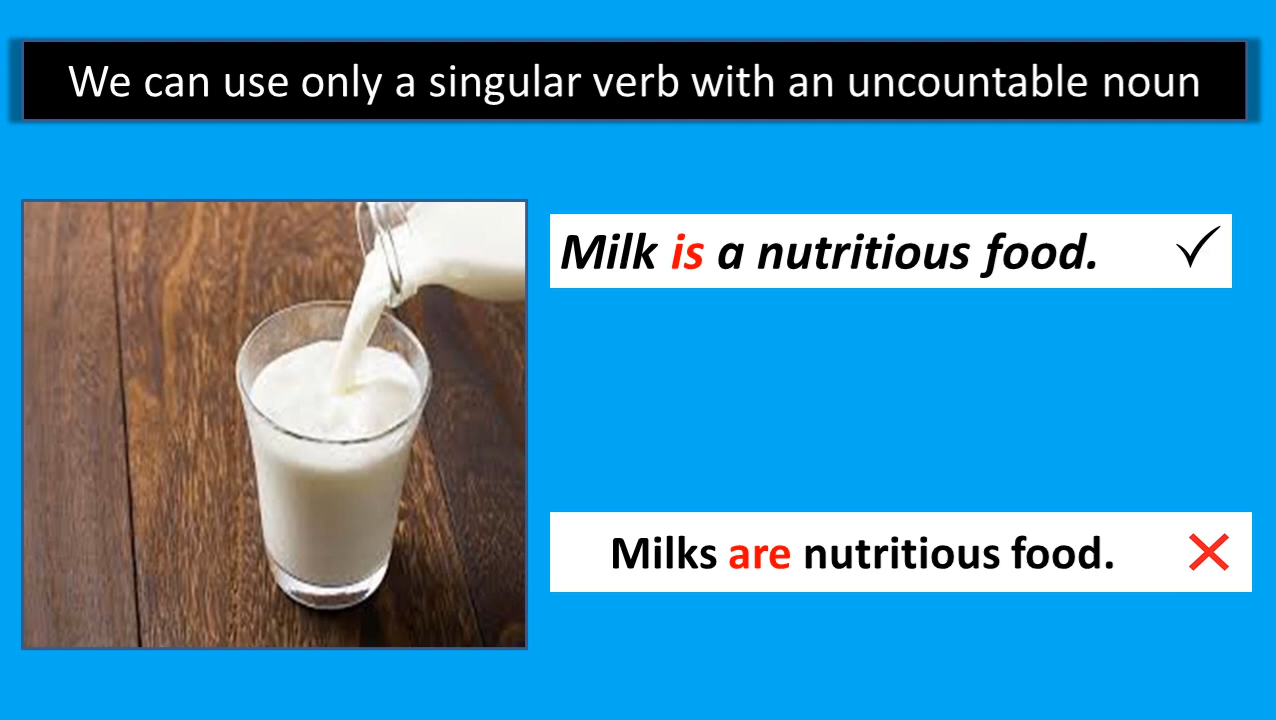 We can use only a singular verb with an uncountable noun
Milk is a nutritious food. ✓
Milks are nutritious food. ✕